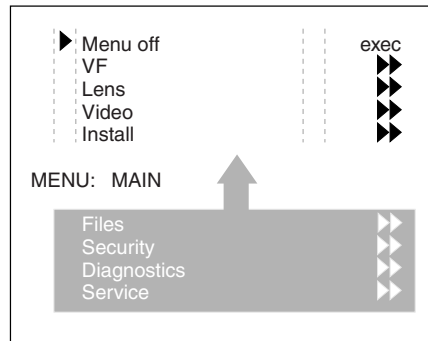 Menu off exec
VF
Lens
Video
Install
MENU: MAIN
Files
Security
Diagnostics
Service